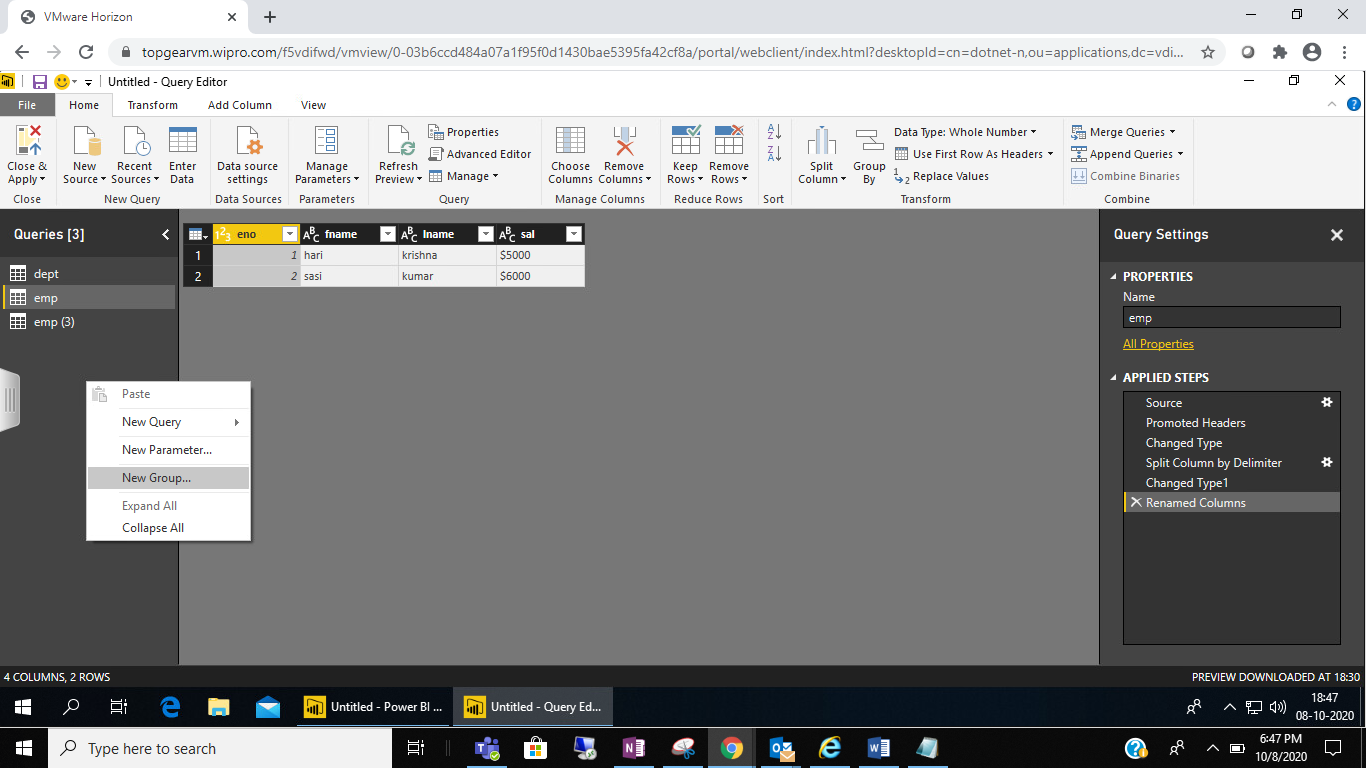 VMware Horizon
topgearvm.wipro.com/f5vdifwd/vmview/0-03b6ccd484a07a1f95f0d1430bae5395fa42cf8a/portal/webclient/index.html?desktopId=cn=dotnet-n,ou=applications,dc=vdi...
Untitled - Query Editor
File Home Transform Add Column View
Close & Apply
New Source
Recent Sources
Enter Data
Data source settings
Manage Parameters
Refresh Preview
Properties
Advanced Editor
Manage
Choose Columns
Remove Columns
Keep Rows
Remove Rows
Split Column
Group By
Data Type: Whole Number
Use First Row As Headers
Replace Values
Merge Queries
Append Queries
Combine Binaries
Close New Query Data Sources Parameters Query Manage Columns Reduce Rows Sort Transform Combine
Queries [3]
dept
emp
emp (3)
eno fname lname sal
1 1 hari krishna $5000
2 2 sasi kumar $6000
Paste
New Query
New Parameter...
New Group...
Expand All
Collapse All
Query Settings
PROPERTIES
Name
emp
All Properties
APPLIED STEPS
Source
Promoted Headers
Changed Type
Split Column by Delimiter
Changed Type1
Renamed Columns
4 COLUMNS, 2 ROWS
PREVIEW DOWNLOADED AT 18:30
Untitled - Power BI ...
Untitled - Query Ed...
18:47
08-10-2020
Type here to search
6:47 PM
10/8/2020